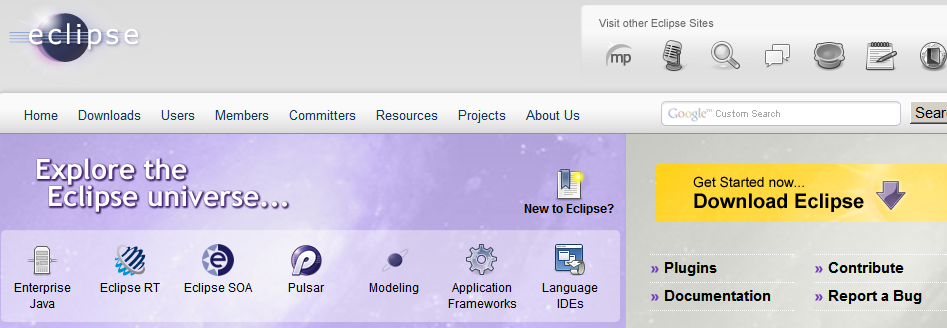 eclipse
Visit other Eclipse Sites
mp
Home Downloads Users Members Committers Resources Projects About Us
Google™ Custom Search
Sear
Explore the
Eclipse universe...
New to Eclipse?
Get Started now...
Download Eclipse
Enterprise
Java
Eclipse RT
e
Eclipse SOA
P
Pulsar
Modeling
Application
Frameworks
Language
IDEs
» Plugins
» Contribute
» Documentation
» Report a Bug